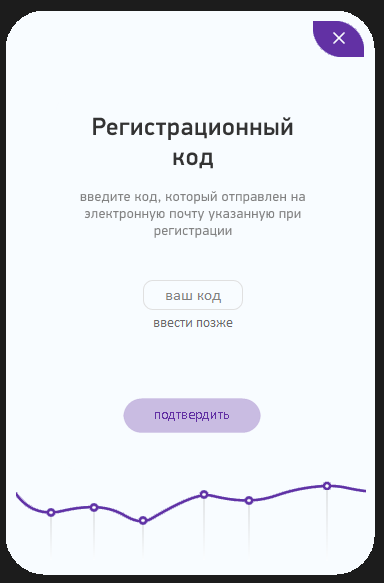 Регистрационный
код
введите код, который отправлен на
электронную почту указанную при
регистрации
ваш код
ввести позже
подтвердить